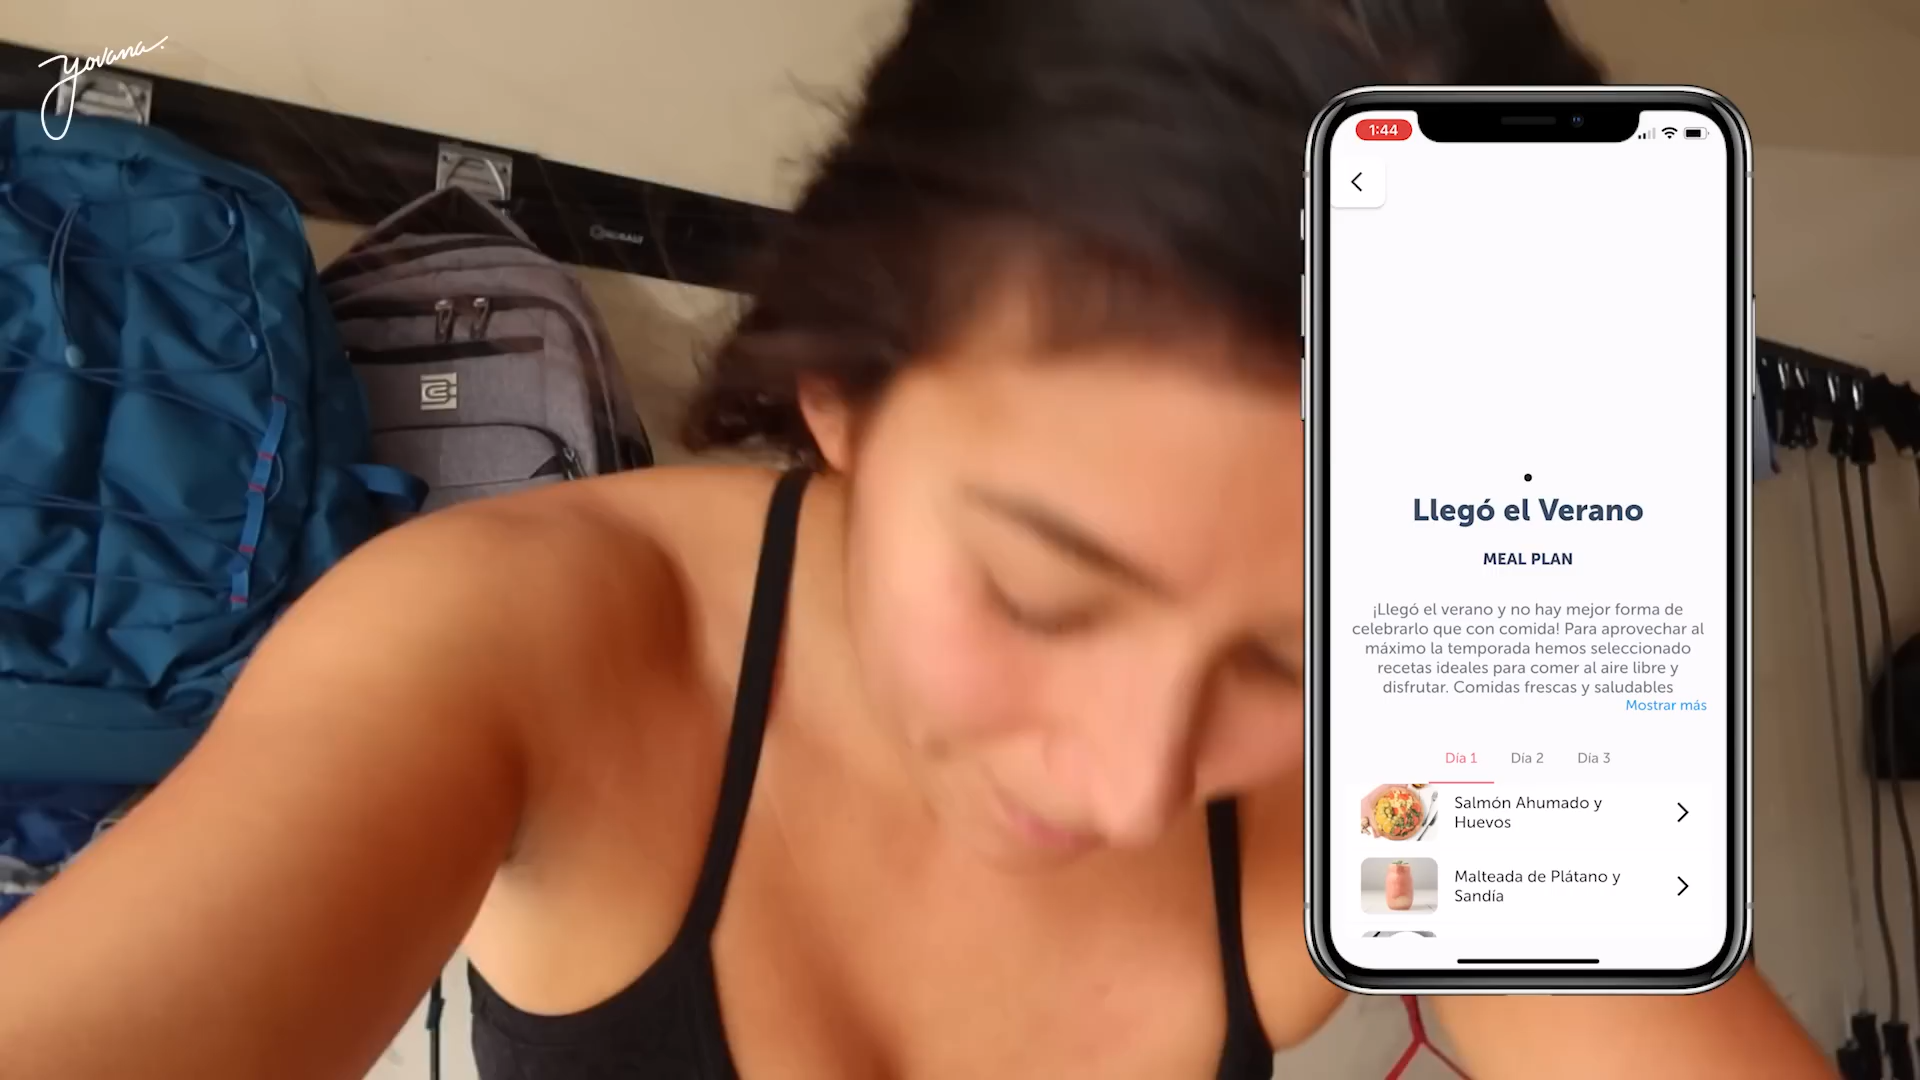 Yovana.
KOBALT
1:44
Llegó el Verano
MEAL PLAN
¡Llegó el verano y no hay mejor forma de
celebrarlo que con comida! Para aprovechar al
máximo la temporada hemos seleccionado
recetas ideales para comer al aire libre y
disfrutar. Comidas frescas y saludables
Mostrar más
Día 1 Día 2 Día 3
Salmón Ahumado y
Huevos
Malteada de Plátano y
Sandía